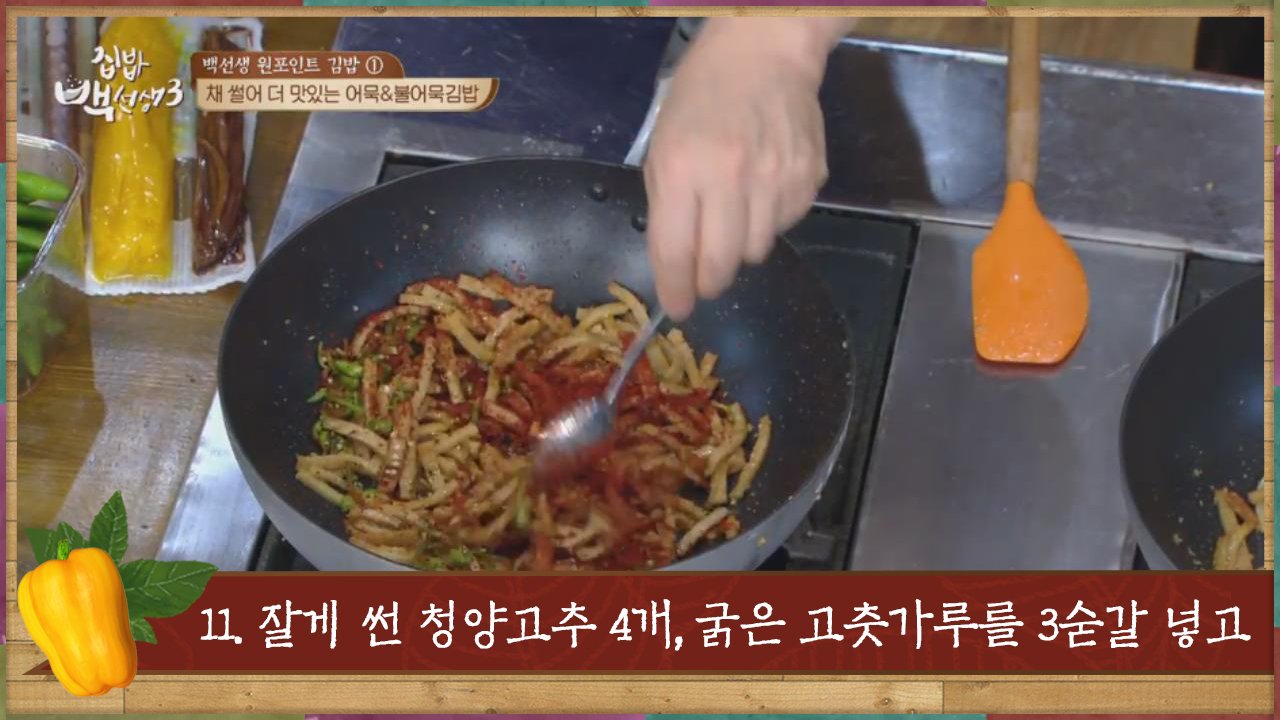 집밥
백선생3
백선생 원포인트 김밥 ①
채 썰어 더 맛있는 어묵&불어묵김밥
11. 잘게 썬 청양고추 4개, 굵은 고춧가루를 3숟갈 넣고